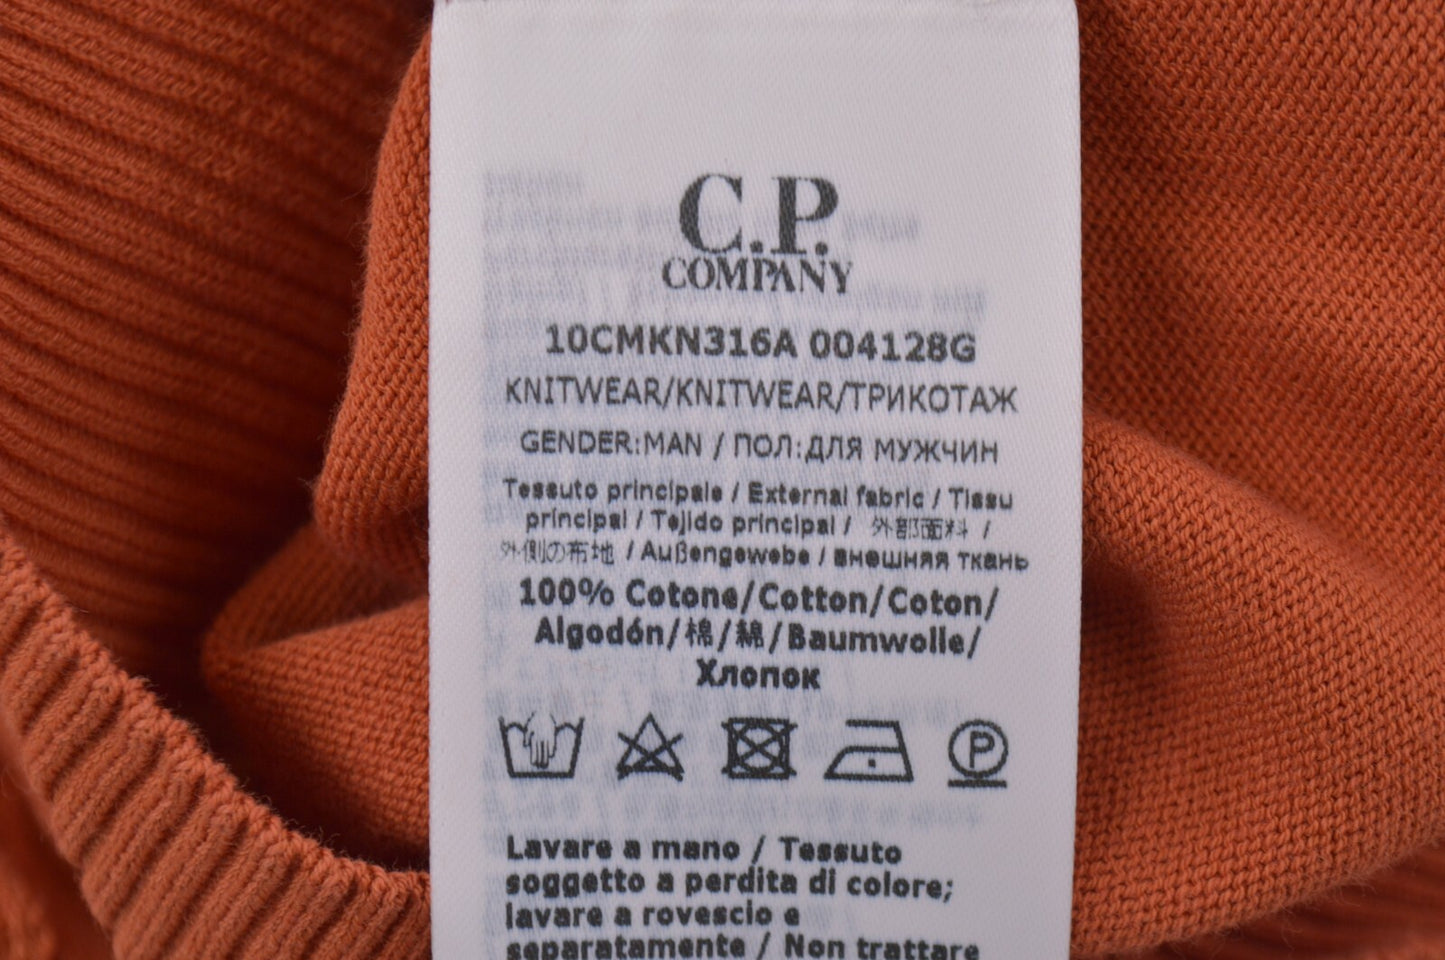 C.P.
COMPANY
10CMKN316A 004128G
KNITWEAR/KNITWEAR/ТРИКОТАЖ
GENDER:MAN / ПОЛ:ДЛЯ МУЖЧИН
Tessuto principale / External fabric / Tissu
principal / Tejido principal / 外部面料 /
外側の布地 / Außengewebe / внешняя ткань
100% Cotone/Cotton/Coton/
Algodón/棉/綿/Baumwolle/
Хлопок
P
Lavare a mano / Tessuto
soggetto a perdita di colore;
lavare a rovescio e
separatamente / Non trattare